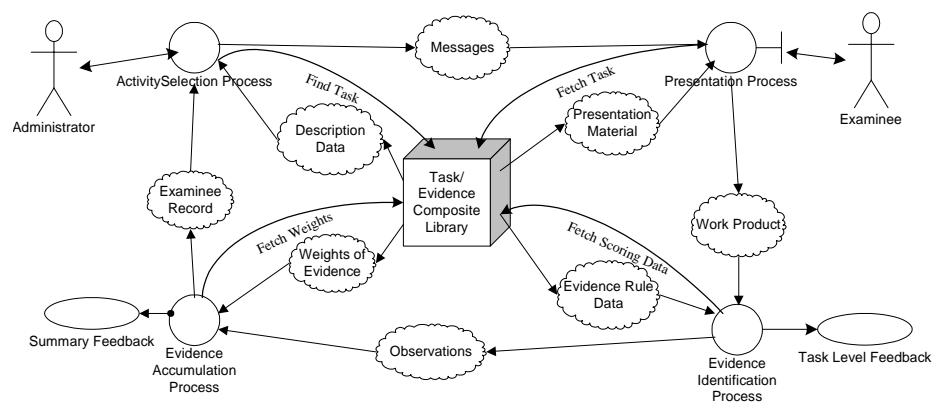 Messages
ActivitySelection Process
Presentation Process
Administrator
Examinee
Find Task
Fetch Task
Description
Data
Presentation
Material
Task/
Evidence
Composite
Library
Examinee
Record
Fetch Weights
Weights of
Evidence
Fetch Scoring Data
Work Product
Evidence Rule
Data
Summary Feedback
Evidence
Accumulation
Process
Observations
Evidence
Identification
Process
Task Level Feedback